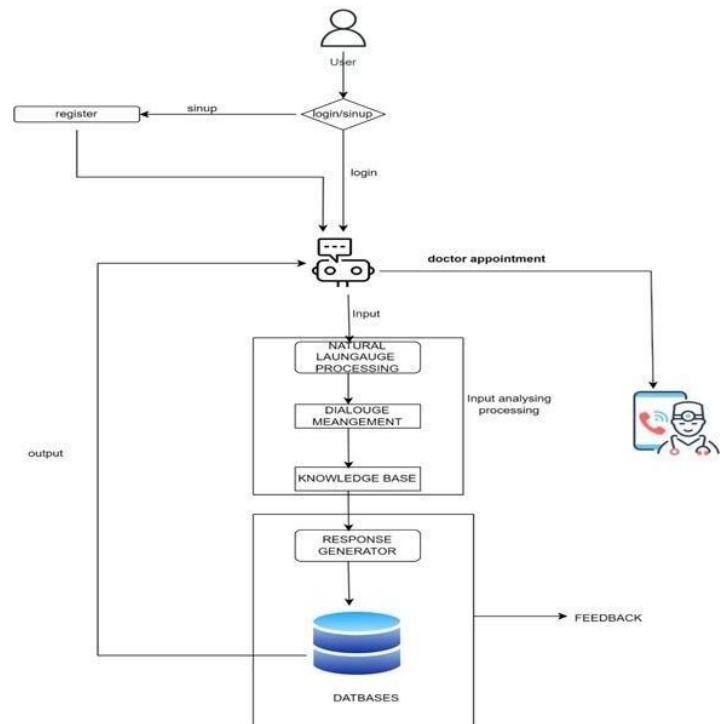 User
login/sinup
sinup
register
login
doctor appointment
Input
NATURAL
LAUNGAUGE
PROCESSING
Input analysing
processing
DIALOUGE
MEANGEMENT
output
KNOWLEDGE BASE
RESPONSE
GENERATOR
FEEDBACK
DATBASES